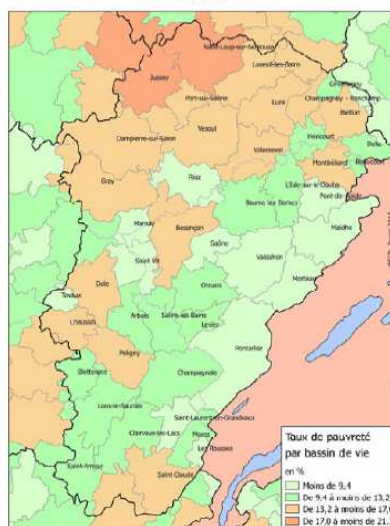 Saint-Loup-sur-Semouse
Jussey
Luxeuil-les-Bains
Giromagny
Port-sur-Saône
Lure
Champagney - Ronchamp
Belfort
Dampierre-sur-Salon
Vesoul
Héricourt
Delle
Villersexel
Montbéliard
Beaucourt
Gray
Rioz
L'Isle-sur-le-Doubs
Pont-de-Roide
Baume-les-Dames
Marnay
Besançon
Maîche
Saône
Saint-Vit
Valdahon
Tavaux
Dole
Ornans
Morteau
Arbois
Salins-les-Bains
Levier
Poligny
Pontarlier
Bletterans
Champagnole
Lons-le-Saunier
Saint-Laurent-en-Grandvaux
Clairvaux-les-Lacs
Morez
Les Rousses
Saint-Amour
Saint-Claude
Taux de pauvreté
par bassin de vie
en %
Moins de 9,4
De 9,4 à moins de 13,2
De 13,2 à moins de 17,
De 17,0 à moins de 21,